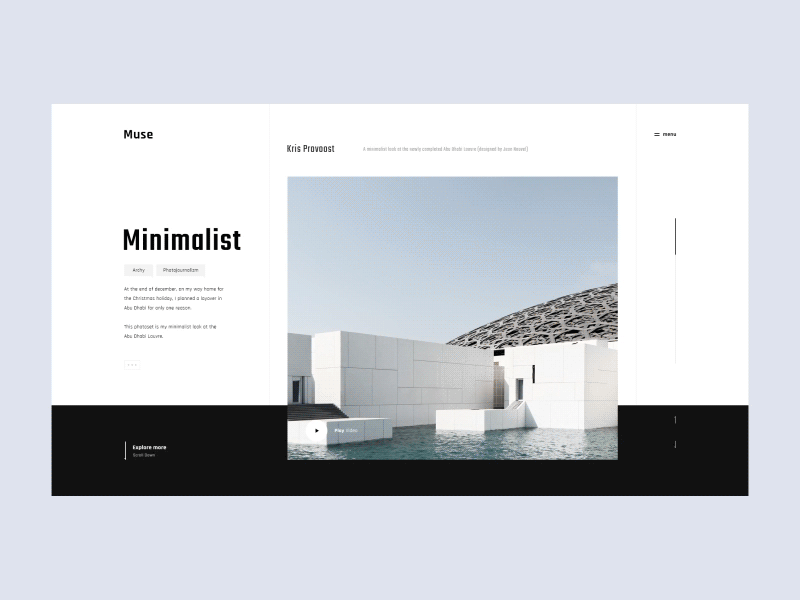 Muse
menu
Kris Provoost
A minimalist look at the newly completed Abu Dhabi Louvre (designed by Jean Nouvel)
Minimalist
Archy
Photojournalism
At the end of december, on my way home for
the Christmas holiday, I planned a layover in
Abu Dhabi for only one reason.
This photoset is my minimalist look at the
Abu Dhabi Louvre.
Play Video
Explore more
Scroll Down